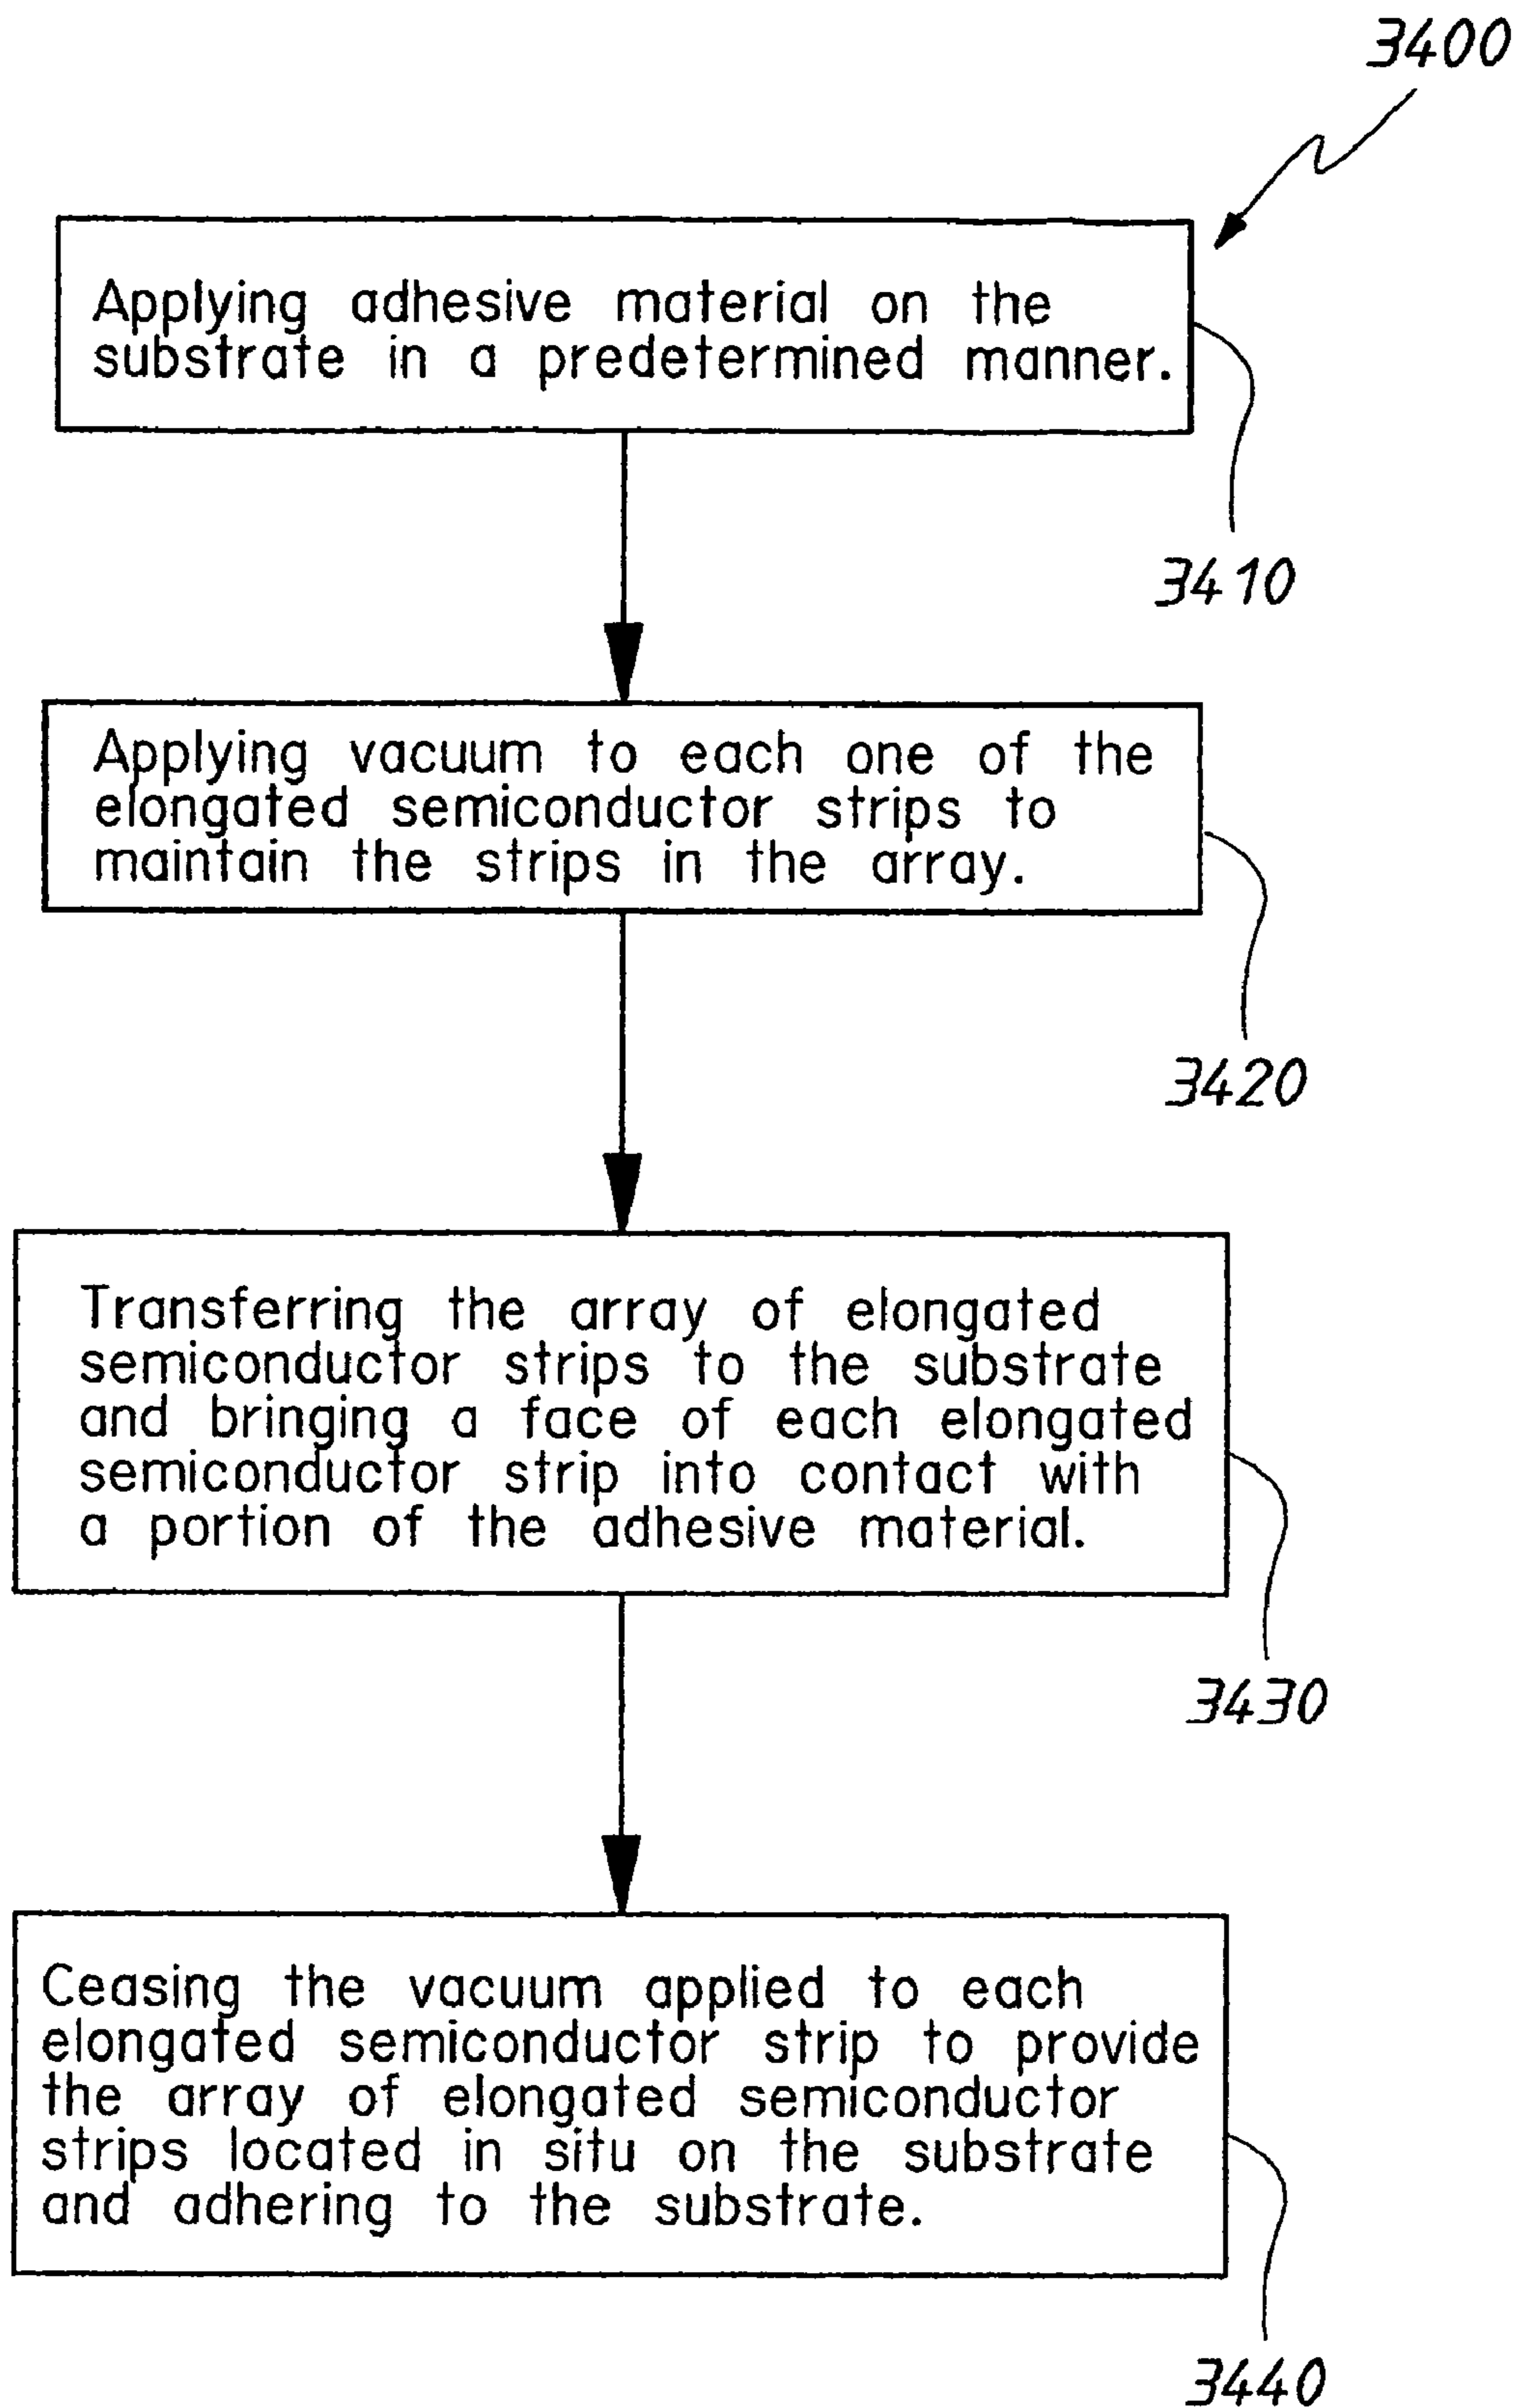 3400
Applying adhesive material on the
substrate in a predetermined manner.
3410
Applying vacuum to each one of the
elongated semiconductor strips to
maintain the strips in the array.
3420
Transferring the array of elongated
semiconductor strips to the substrate
and bringing a face of each elongated
semiconductor strip into contact with
a portion of the adhesive material.
3430
Ceasing the vacuum applied to each
elongated semiconductor strip to provide
the array of elongated semiconductor
strips located in situ on the substrate
and adhering to the substrate.
3440